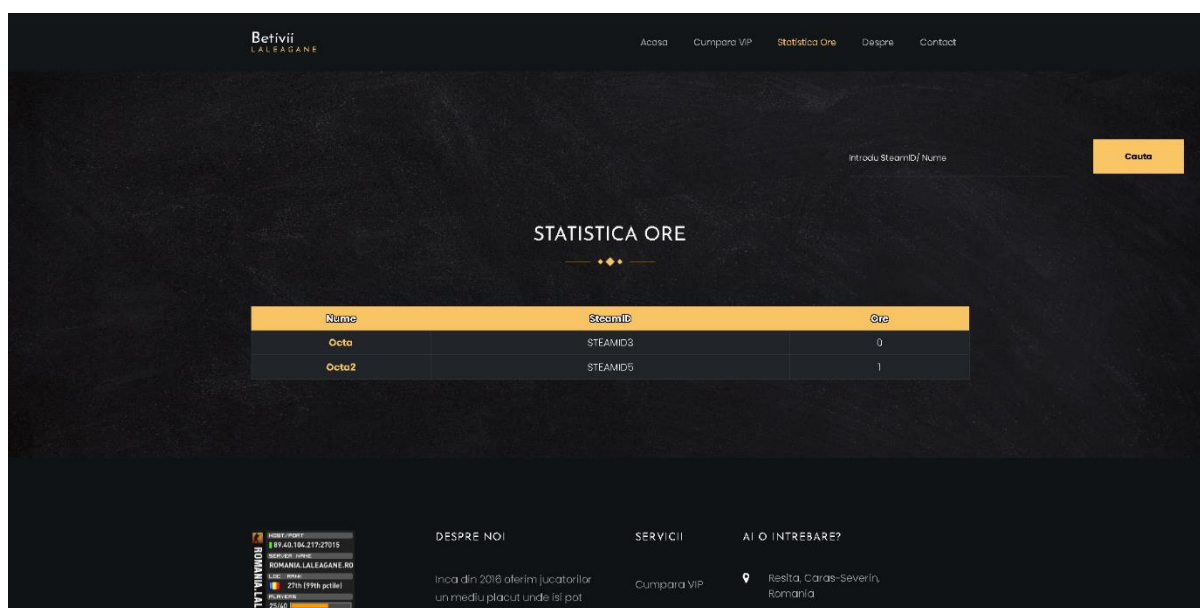 Betivii
LALEAGANE
Acasa
Cumpara VIP
Statistica Ore
Despre
Contact
Introdu SteamID/ Nume
Cauta
STATISTICA ORE
Nume SteamID Ore
Octa STEAMID3 0
Octa2 STEAMID5 1
ROMANIA.LAL
HOST/PORT
89.40.104.217:27015
SERVER NAME
ROMANIA.LALEAGANE.RO
LOC RANK
27th (99th pctile)
PLAYERS
25/40
DESPRE NOI
Inca din 2016 oferim jucatorilor
un mediu placut unde isi pot
SERVICII
Cumpara VIP
AI O INTREBARE?
Resita, Caras-Severin,
Romania